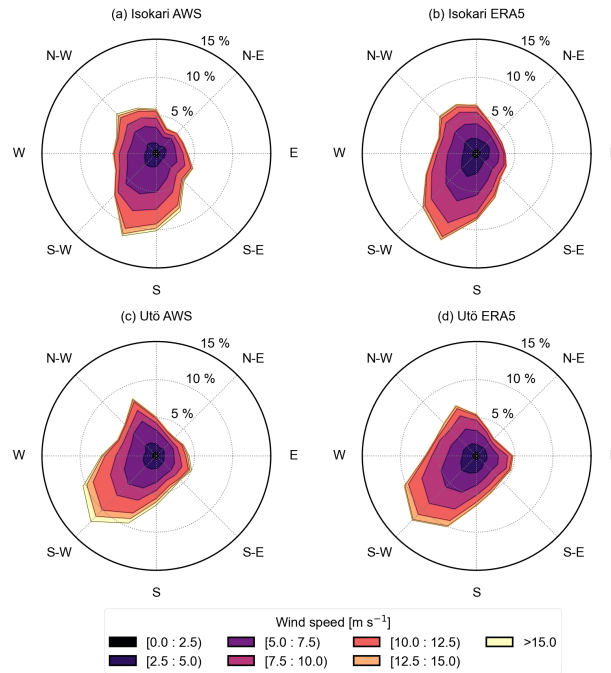 (a) Isokari AWS
(b) Isokari ERA5
15 %
15 %
N-W
N-E
N-W
N-E
10 %
10 %
5 %
5 %
W
E
W
S-W
S-E
S-W
S-E
S
S
(c) Utö AWS
(d) Utö ERA5
15 %
15 %
N-W
N-E
N-W
N-E
10 %
10 %
5 %
5 %
W
E
W
S-W
S-E
S-W
S-E
S
S
Wind speed [m s⁻¹]
[0.0 : 2.5)
[5.0 : 7.5)
[10.0 : 12.5)
>15.0
[2.5 : 5.0)
[7.5 : 10.0)
[12.5 : 15.0)